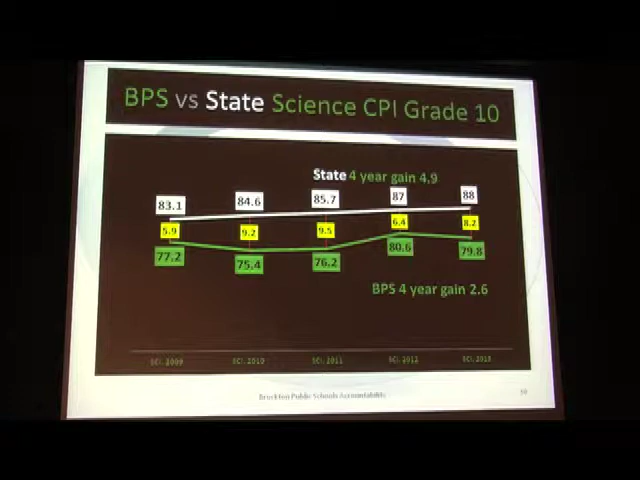 BPS vs State Science CPI Grade 10
State 4 year gain 4.9
83.1 84.6 85.7 87 88
5.9 9.2 9.5 6.4 8.2
77.2 75.4 76.2 80.6 79.8
BPS 4 year gain 2.6
SCI. 2009 SCI. 2010 SCI. 2011 SCI. 2012 SCI. 2013
Brockton Public Schools Accountability